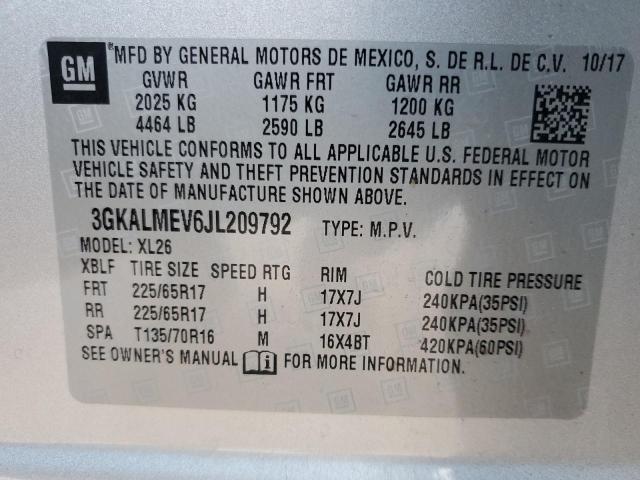 GM MFD BY GENERAL MOTORS DE MEXICO, S. DE R.L. DE C.V. 10/17
GVWR GAWR FRT GAWR RR
2025 KG 1175 KG 1200 KG
4464 LB 2590 LB 2645 LB
THIS VEHICLE CONFORMS TO ALL APPLICABLE U.S. FEDERAL MOTOR
VEHICLE SAFETY AND THEFT PREVENTION STANDARDS IN EFFECT ON
THE DATE OF MANUFACTURE SHOWN ABOVE.
3GKALMEV6JL209792 TYPE: M.P.V.
MODEL: XL26
XBLF TIRE SIZE SPEED RTG RIM COLD TIRE PRESSURE
FRT 225/65R17 H 17X7J 240KPA(35PSI)
RR 225/65R17 H 17X7J 240KPA(35PSI)
SPA T135/70R16 M 16X4BT 420KPA(60PSI)
SEE OWNER'S MANUAL FOR MORE INFORMATION.